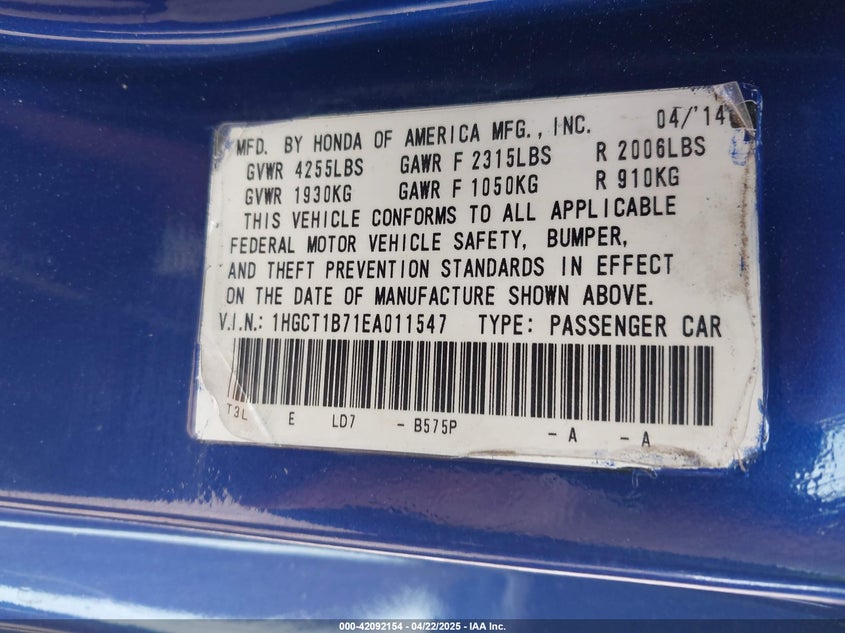 MFD. BY HONDA OF AMERICA MFG., INC. 04/'14
GVWR 4255LBS GAWR F 2315LBS R 2006LBS
GVWR 1930KG GAWR F 1050KG R 910KG
THIS VEHICLE CONFORMS TO ALL APPLICABLE
FEDERAL MOTOR VEHICLE SAFETY, BUMPER,
AND THEFT PREVENTION STANDARDS IN EFFECT
ON THE DATE OF MANUFACTURE SHOWN ABOVE.
V.I.N.: 1HGCT1B71EA011547 TYPE: PASSENGER CAR
T3L E LD7 - B575P - A - A
000-42092154 - 04/22/2025 - IAA Inc.